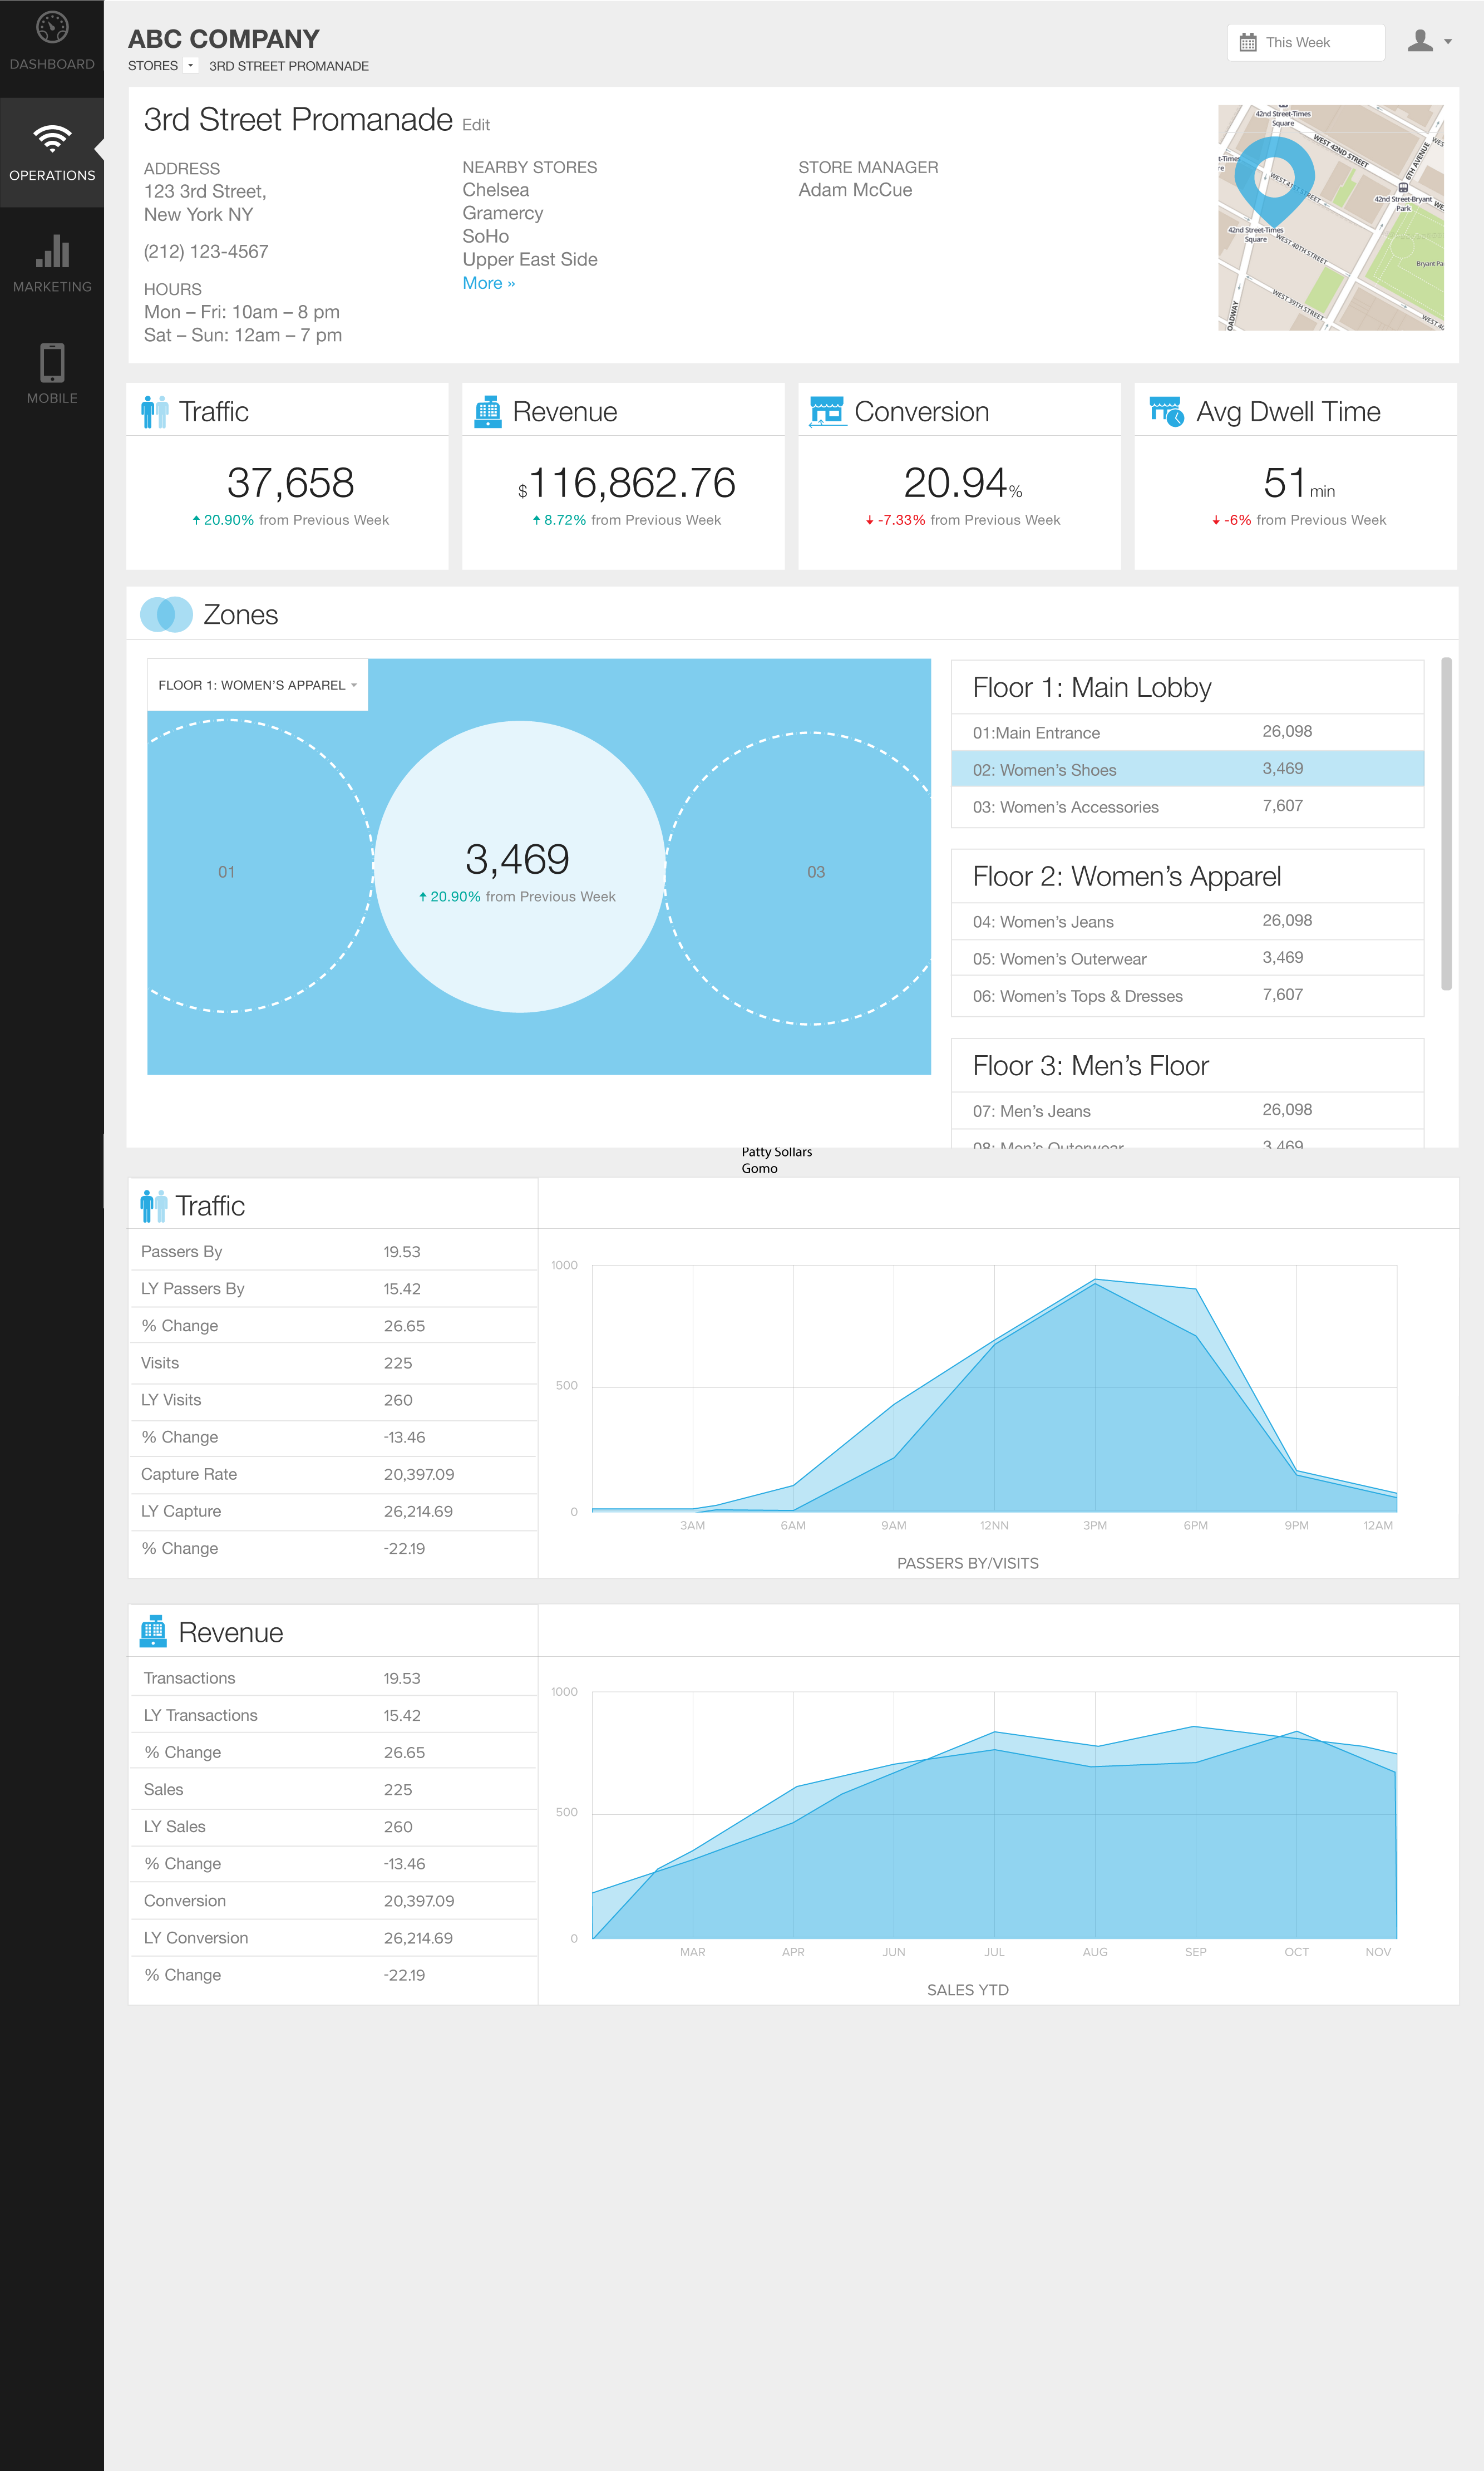 DASHBOARD
OPERATIONS
MARKETING
MOBILE
ABC COMPANY
STORES 3RD STREET PROMANADE
This Week
3rd Street Promanade Edit
ADDRESS
123 3rd Street,
New York NY
(212) 123-4567
HOURS
Mon – Fri: 10am – 8 pm
Sat – Sun: 12am – 7 pm
NEARBY STORES
Chelsea
Gramercy
SoHo
Upper East Side
More »
STORE MANAGER
Adam McCue
42nd Street-Times
Square
WEST 42ND STREET
6TH AVENUE
WEST 41ST STREET
42nd Street-Bryant
Park
42nd Street-Times
Square
WEST 40TH STREET
Bryant Pa
WEST 39TH STREET
OADWAY
Traffic
37,658
20.90% from Previous Week
Revenue
$116,862.76
8.72% from Previous Week
Conversion
20.94%
-7.33% from Previous Week
Avg Dwell Time
51 min
-6% from Previous Week
Zones
FLOOR 1: WOMEN’S APPAREL
01
3,469
20.90% from Previous Week
03
Floor 1: Main Lobby
01:Main Entrance 26,098
02: Women’s Shoes 3,469
03: Women’s Accessories 7,607
Floor 2: Women’s Apparel
04: Women’s Jeans 26,098
05: Women’s Outerwear 3,469
06: Women’s Tops & Dresses 7,607
Floor 3: Men’s Floor
07: Men’s Jeans 26,098
08: Men’s Outerwear 3,469
Patty Sollars
Gomo
Traffic
Passers By 19.53
LY Passers By 15.42
% Change 26.65
Visits 225
LY Visits 260
% Change -13.46
Capture Rate 20,397.09
LY Capture 26,214.69
% Change -22.19
1000
500
0
3AM 6AM 9AM 12NN 3PM 6PM 9PM 12AM
PASSERS BY/VISITS
Revenue
Transactions 19.53
LY Transactions 15.42
% Change 26.65
Sales 225
LY Sales 260
% Change -13.46
Conversion 20,397.09
LY Conversion 26,214.69
% Change -22.19
1000
500
0
MAR APR JUN JUL AUG SEP OCT NOV
SALES YTD